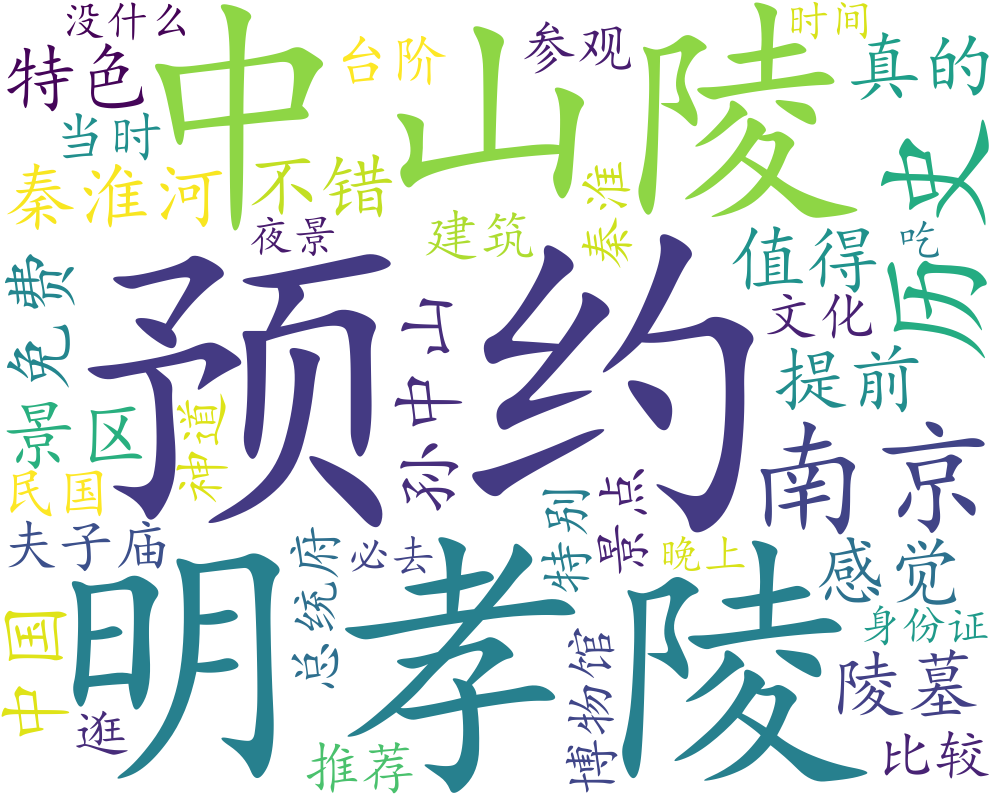 没什么
中山陵
时间
特色
台阶
参观
真的
当时
秦淮河
不错
秦淮
历史
夜景
建筑
值得
吃
免费
预约
孙中山
文化
提前
景区
神道
南京
民国
夫子庙
总统府
必去
特别
景点
晚上
感觉
明孝陵
中国
身份证
博物馆
陵墓
逛
推荐
比较